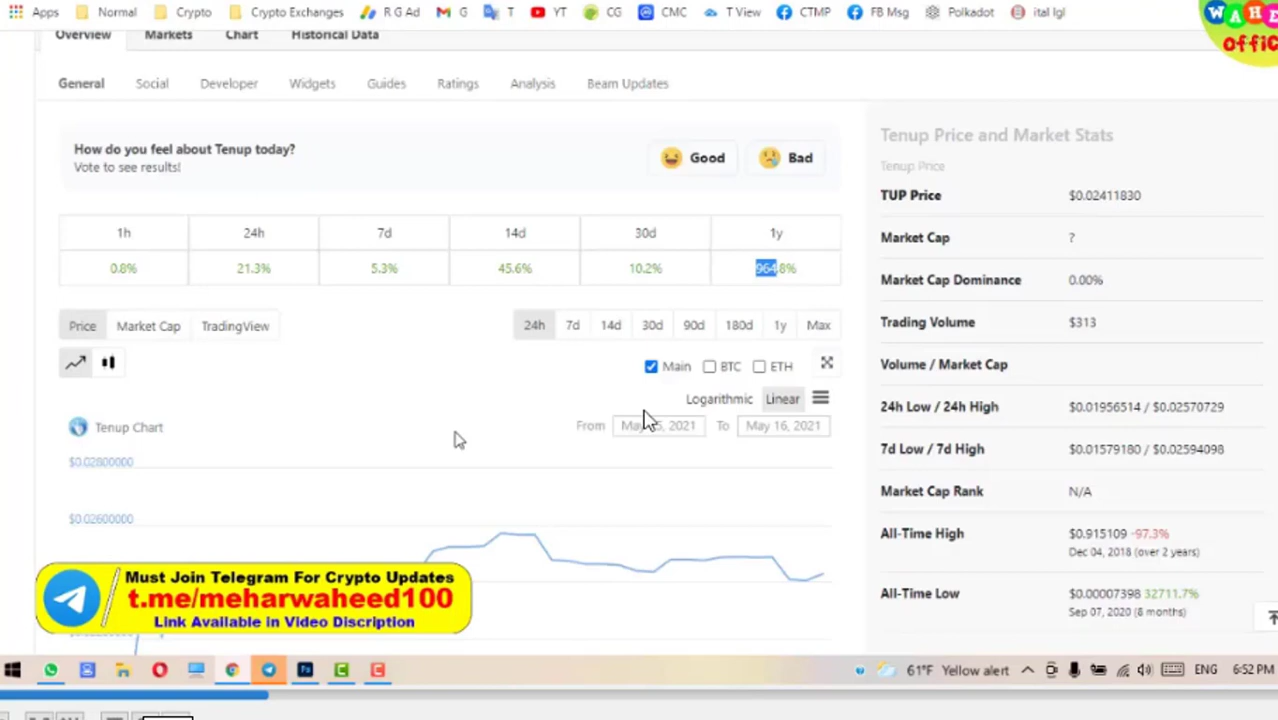 Apps Normal Crypto Crypto Exchanges R G Ad G T YT CG CMC T View CTMP FB Msg Polkadot ital lgl
WAHE
OFFIC
Overview Markets Chart Historical Data
General Social Developer Widgets Guides Ratings Analysis Beam Updates
How do you feel about Tenup today?
Vote to see results!
Good Bad
1h 24h 7d 14d 30d 1y
0.8% 21.3% 5.3% 45.6% 10.2% 964.8%
Price Market Cap TradingView
24h 7d 14d 30d 90d 180d 1y Max
Main BTC ETH
Logarithmic Linear
Tenup Chart
From May 15, 2021 To May 16, 2021
$0.02800000
$0.02600000
Tenup Price and Market Stats
Tenup Price
TUP Price $0.02411830
Market Cap ?
Market Cap Dominance 0.00%
Trading Volume $313
Volume / Market Cap
24h Low / 24h High $0.01956514 / $0.02570729
7d Low / 7d High $0.01579180 / $0.02594098
Market Cap Rank N/A
All-Time High $0.915109 -97.3%
Dec 04, 2018 (over 2 years)
All-Time Low $0.00007398 32711.7%
Sep 07, 2020 (8 months)
Must Join Telegram For Crypto Updates
t.me/meharwaheed100
Link Available in Video Discription
61°F Yellow alert ENG 6:52 PM